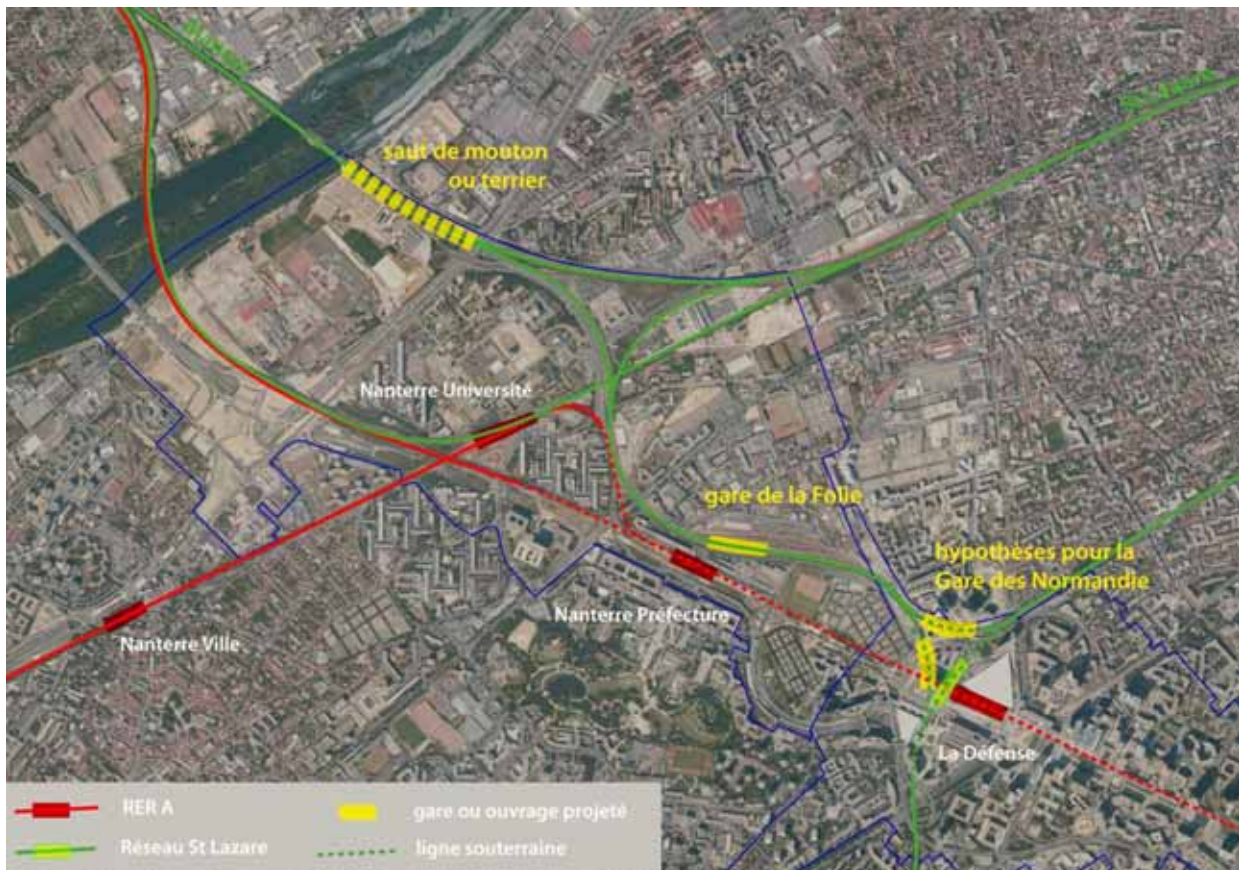 saut de mouton
ou terrier
Nanterre Université
gare de la Folie
hypothèses pour la
Gare des Normandie
Nanterre Préfecture
Nanterre Ville
La Défense
RER A
gare ou ouvrage projeté
Réseau St Lazare
ligne souterraine